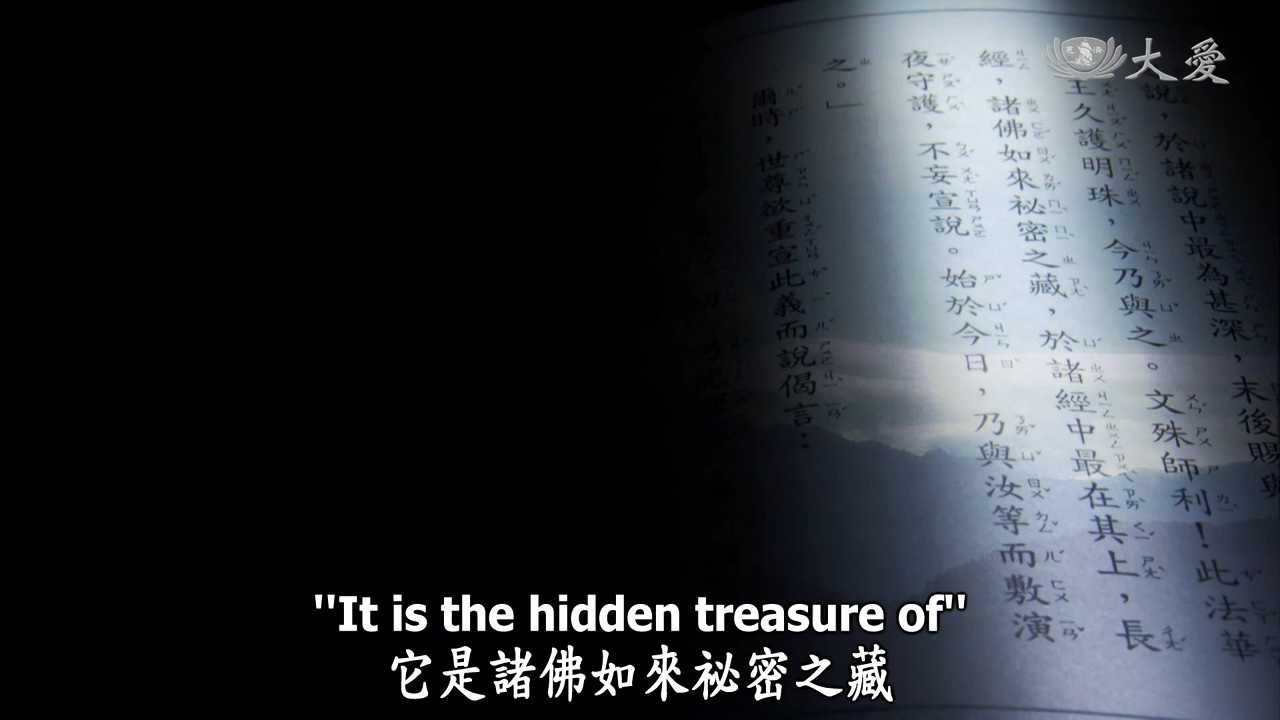 大愛
說，於諸說中最為甚深，末後賜與
王久護明珠，今乃與之。文殊師利！此法華
經，諸佛如來祕密之藏，於諸經中最在其上，長
夜守護，不妄宣說。始於今日，乃與汝等而敷演
之。」
爾時，世尊欲重宣此義而說偈言：
"It is the hidden treasure of"
它是諸佛如來祕密之藏